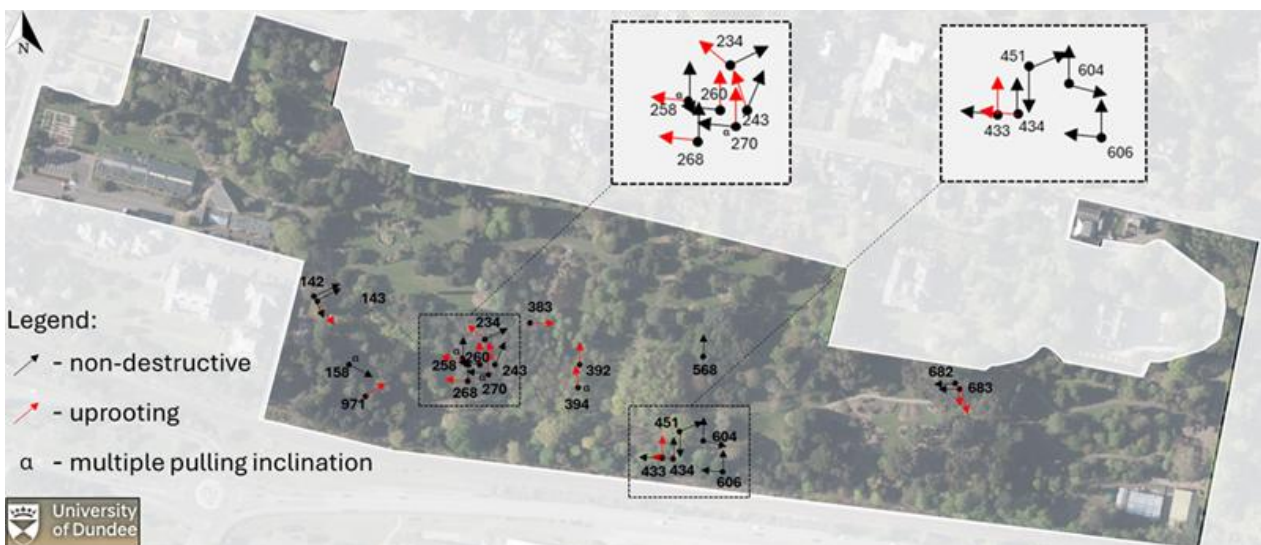 N
234
α
260
258
243
α
270
268
451
604
433
434
606
142
143
383
234
α
258
260
243
α
270
268
158
α
971
392
394
α
568
682
683
451
604
433
434
606
Legend:
- non-destructive
- uprooting
α - multiple pulling inclination
University
of Dundee